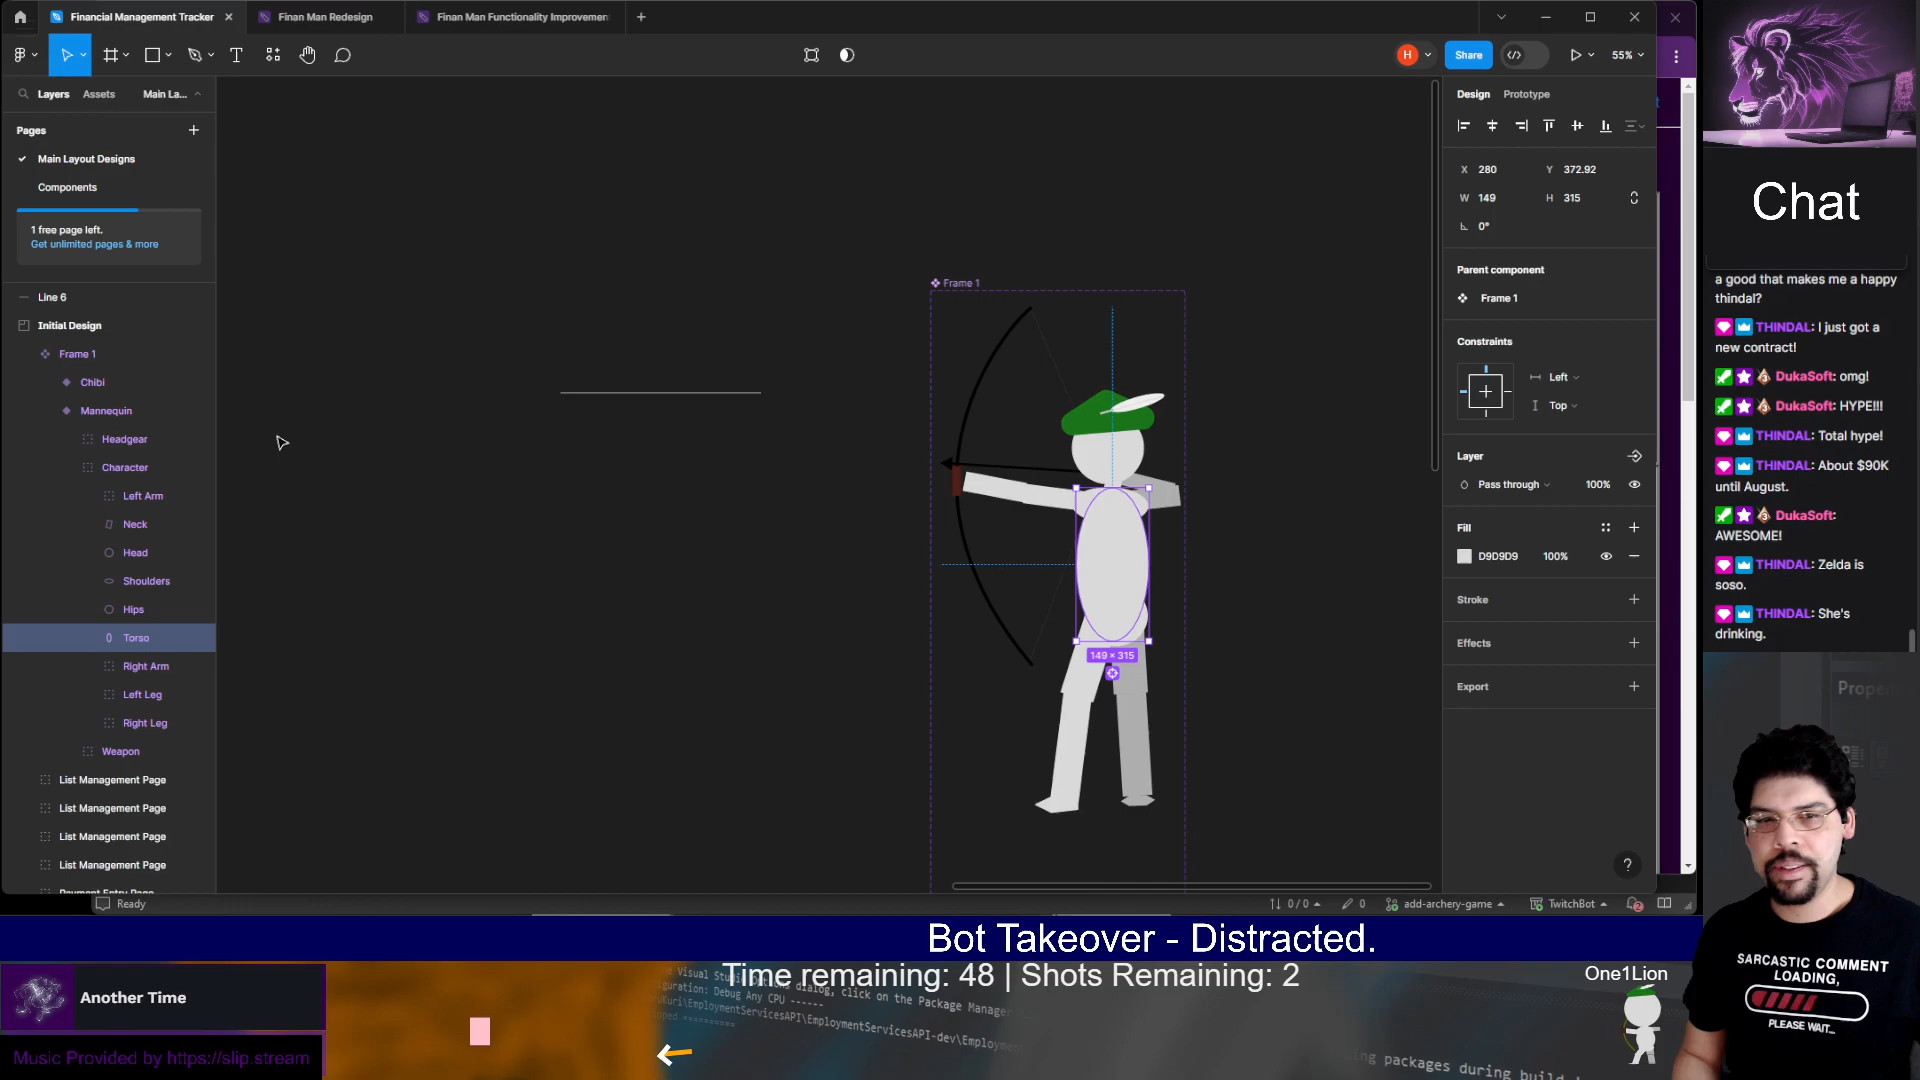 Financial Management Tracker
Finan Man Redesign
Finan Man Functionality Improvemen
H
Share
55%
Layers
Assets
Main La...
Pages
Main Layout Designs
Components
1 free page left.
Get unlimited pages & more
Line 6
Initial Design
Frame 1
Chibi
Mannequin
Headgear
Character
Left Arm
Neck
Head
Shoulders
Hips
Torso
Right Arm
Left Leg
Right Leg
Weapon
List Management Page
List Management Page
List Management Page
List Management Page
Payment Entry Page
Frame 1
149 × 315
Design
Prototype
X 280
Y 372.92
W 149
H 315
0°
Parent component
Frame 1
Constraints
Left
Top
Layer
Pass through
100%
Fill
D9D9D9
100%
Stroke
Effects
Export
?
Ready
0 / 0
0
add-archery-game
TwitchBot
2
Chat
a good that makes me a happy
thindal?
THINDAL: I just got a
new contract!
DukaSoft: omg!
DukaSoft: HYPE!!!
THINDAL: Total hype!
THINDAL: About $90K
until August.
DukaSoft:
AWESOME!
THINDAL: Zelda is
soso.
THINDAL: She's
drinking.
Bot Takeover - Distracted.
Time remaining: 48 | Shots Remaining: 2
One1Lion
Another Time
Music Provided by https://slip.stream
SARCASTIC COMMENT
LOADING,
PLEASE WAIT...